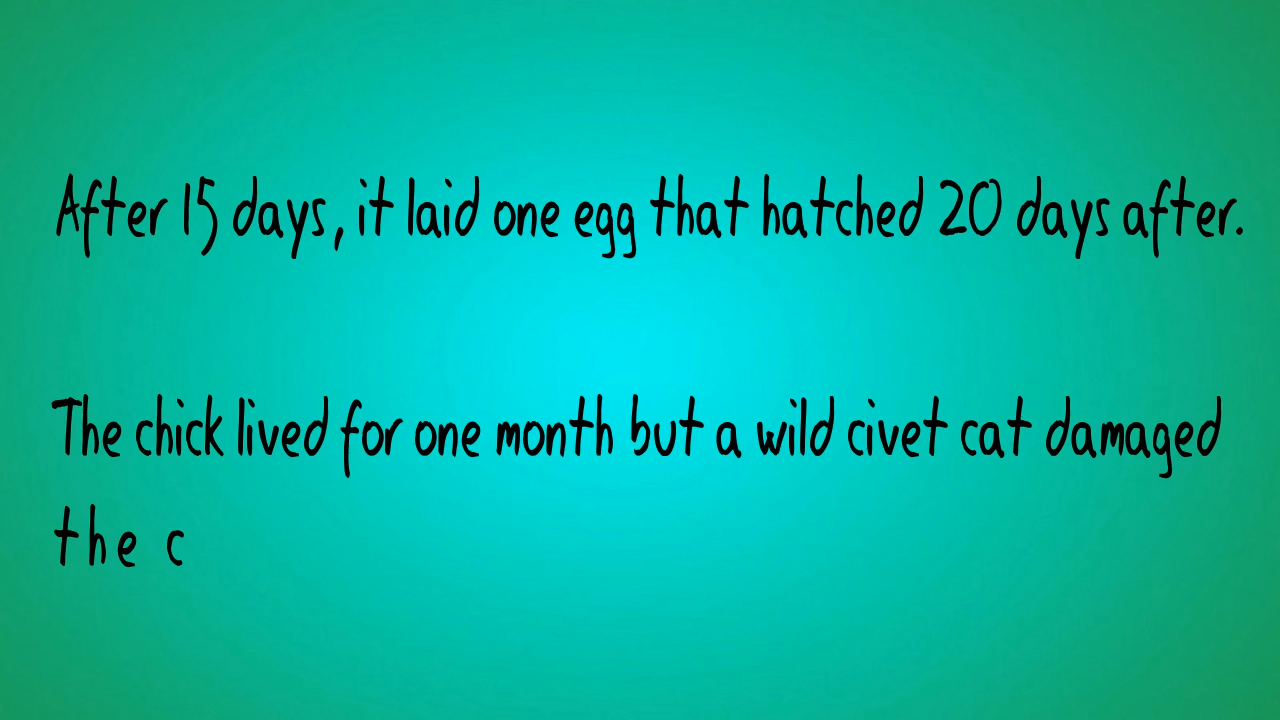 After 15 days, it laid one egg that hatched 20 days after.
The chick lived for one month but a wild civet cat damaged
the c